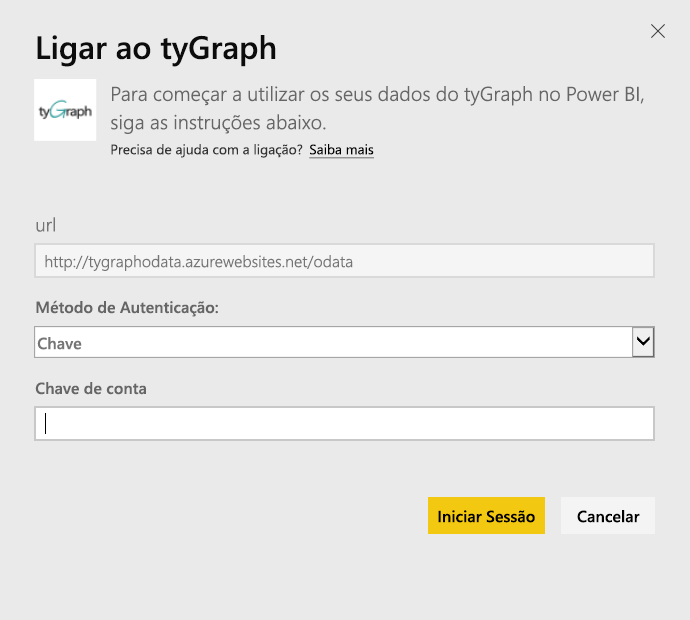 Ligar ao tyGraph
tyGraph
Para começar a utilizar os seus dados do tyGraph no Power BI,
siga as instruções abaixo.
Precisa de ajuda com a ligação? Saiba mais
url
http://tygraphodata.azurewebsites.net/odata
Método de Autenticação:
Chave
Chave de conta
Iniciar Sessão Cancelar